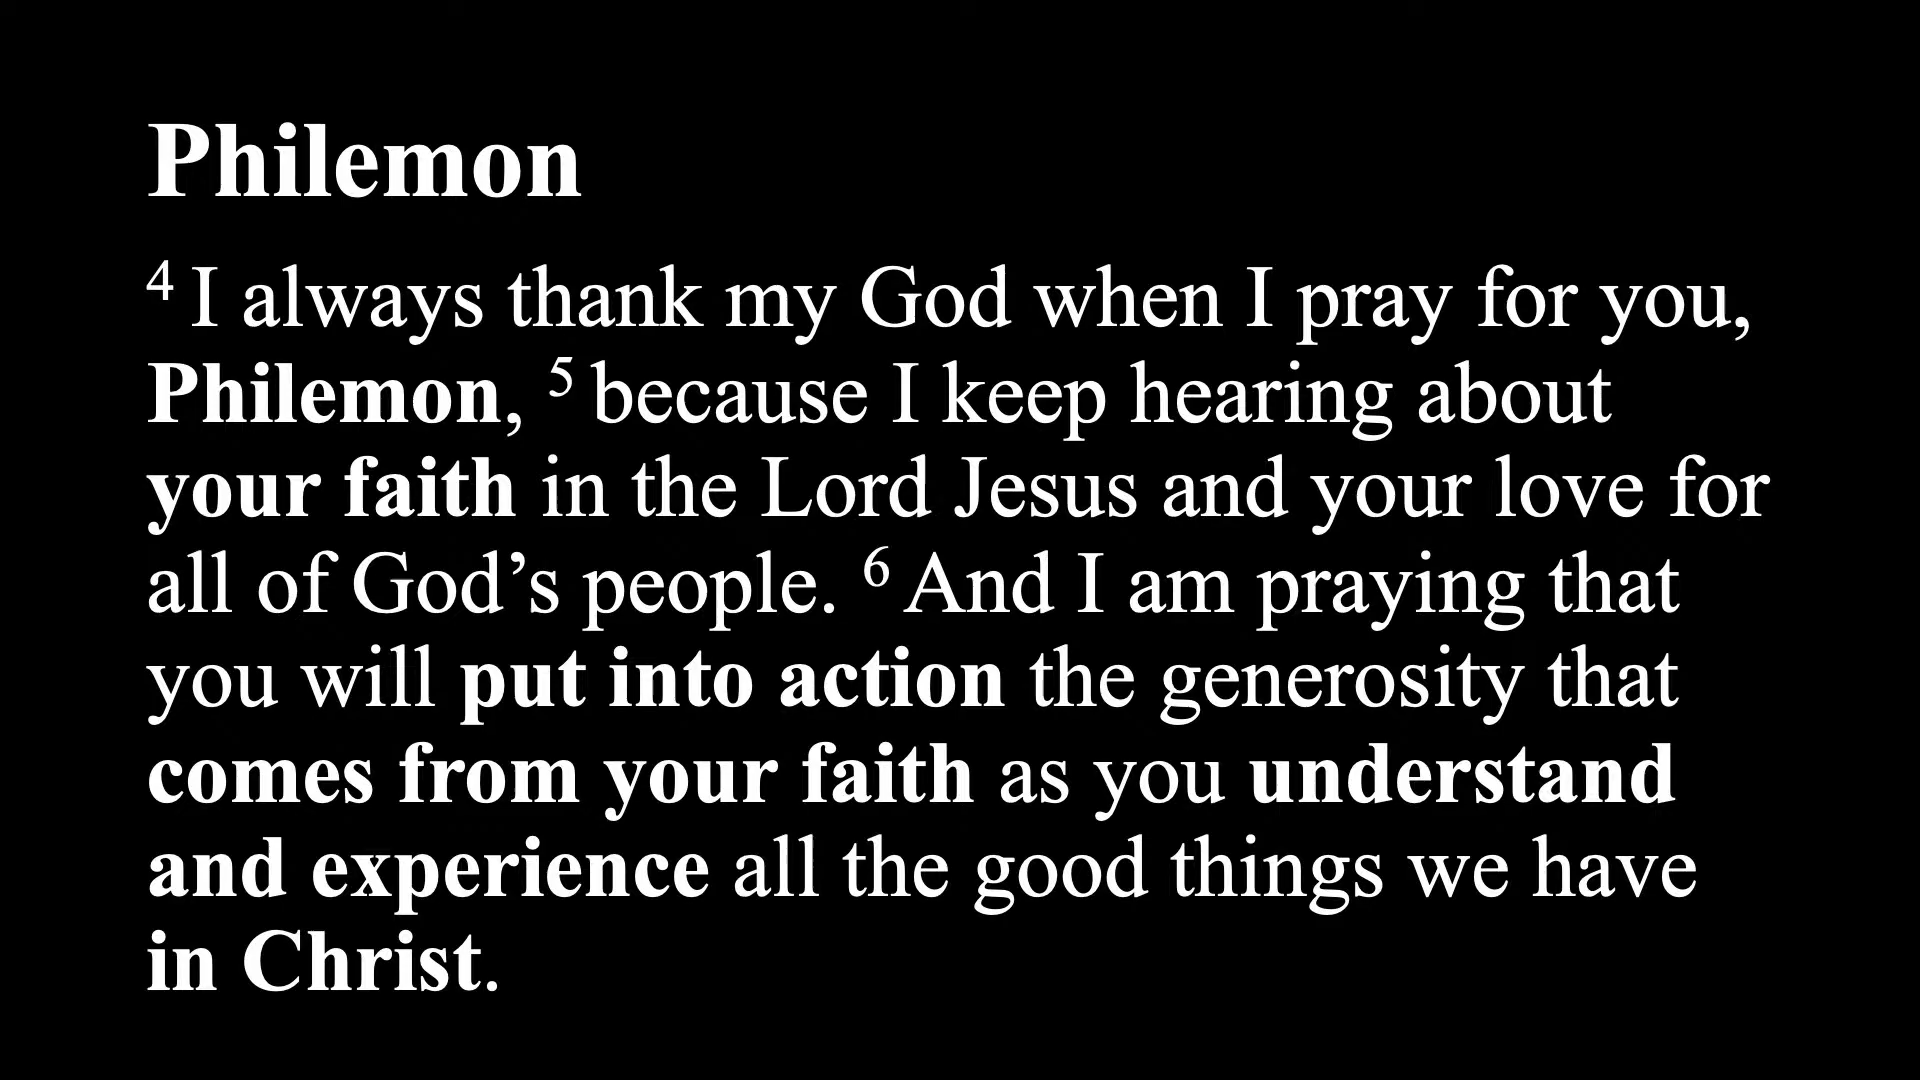 Philemon
⁴ I always thank my God when I pray for you,
Philemon, ⁵ because I keep hearing about
your faith in the Lord Jesus and your love for
all of God’s people. ⁶ And I am praying that
you will put into action the generosity that
comes from your faith as you understand
and experience all the good things we have
in Christ.